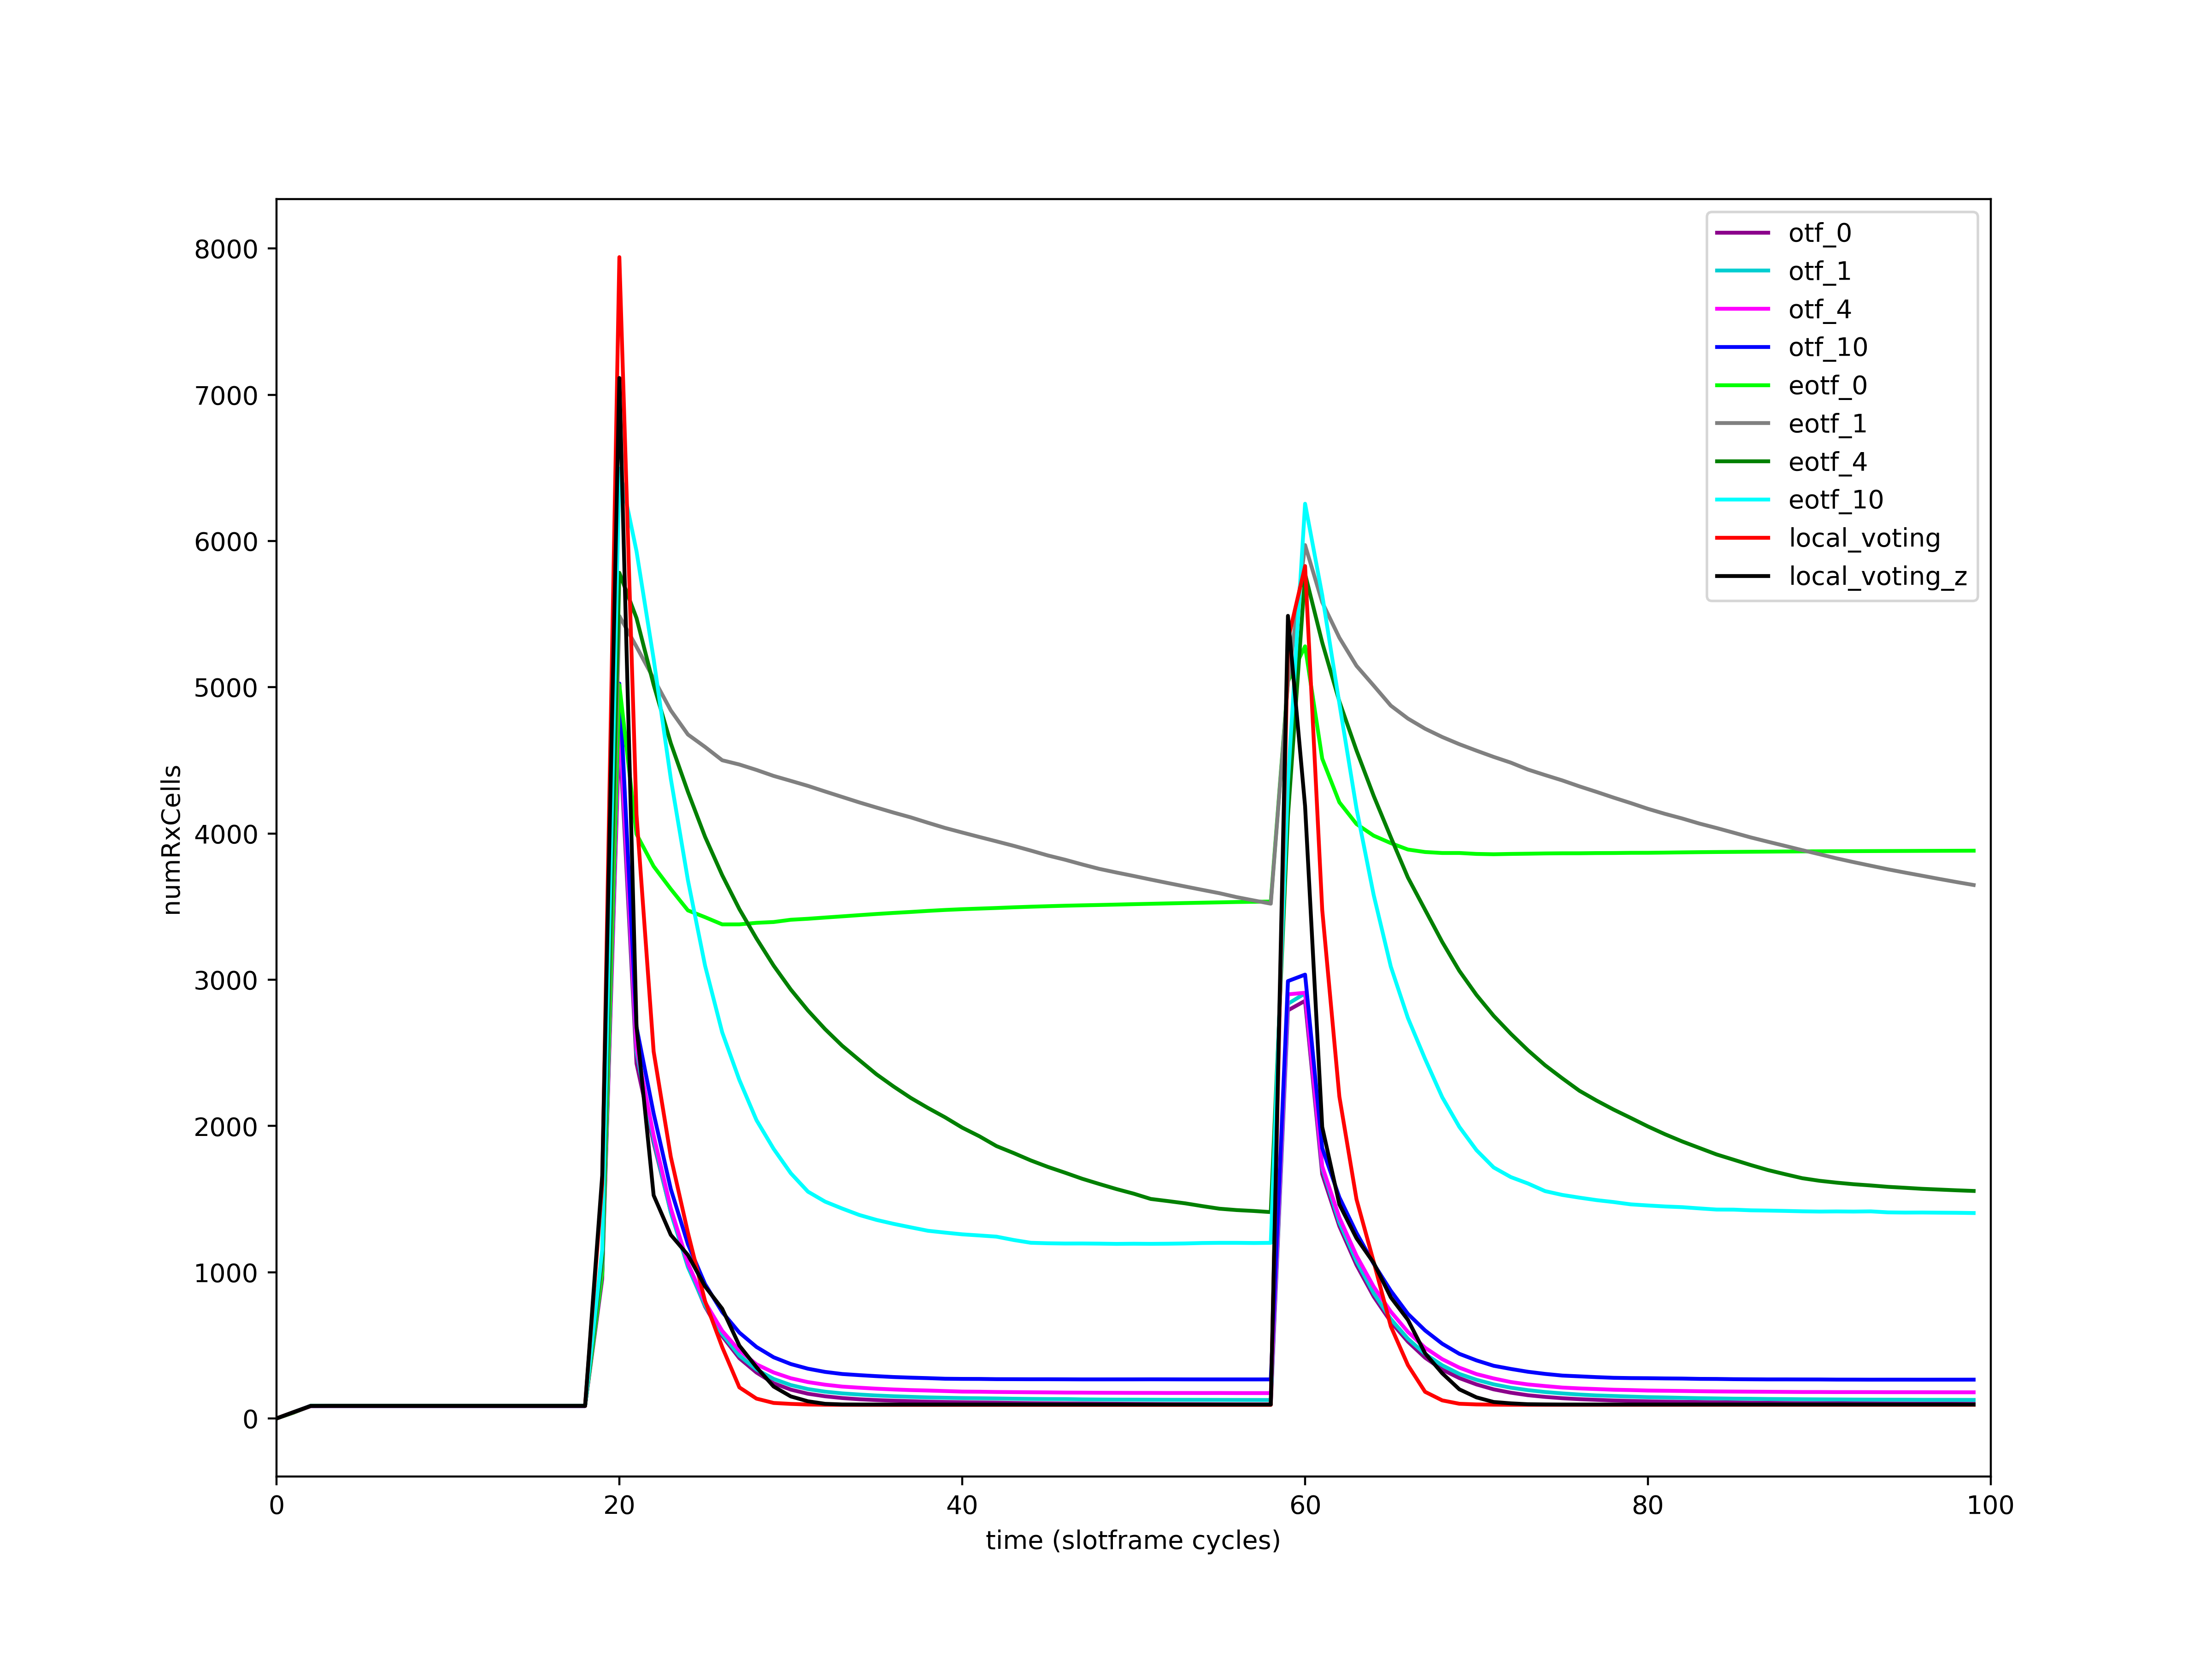 8000
7000
6000
5000
4000
3000
2000
1000
0
numRxCells
0 20 40 60 80 100
time (slotframe cycles)
otf_0
otf_1
otf_4
otf_10
eotf_0
eotf_1
eotf_4
eotf_10
local_voting
local_voting_z